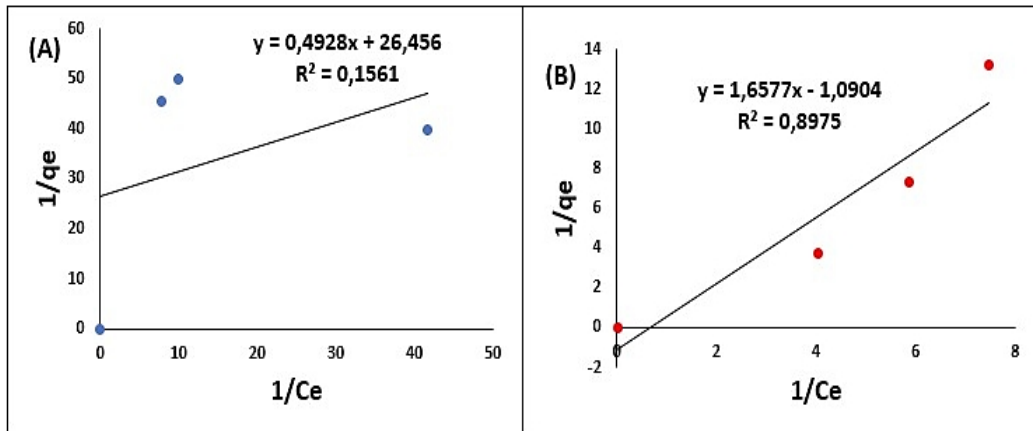 (A)
y = 0,4928x + 26,456
R² = 0,1561
60
50
40
30
20
10
0
0 10 20 30 40 50
1/qe
1/Ce
(B)
y = 1,6577x - 1,0904
R² = 0,8975
14
12
10
8
6
4
2
0
-2
0 2 4 6 8
1/qe
1/Ce